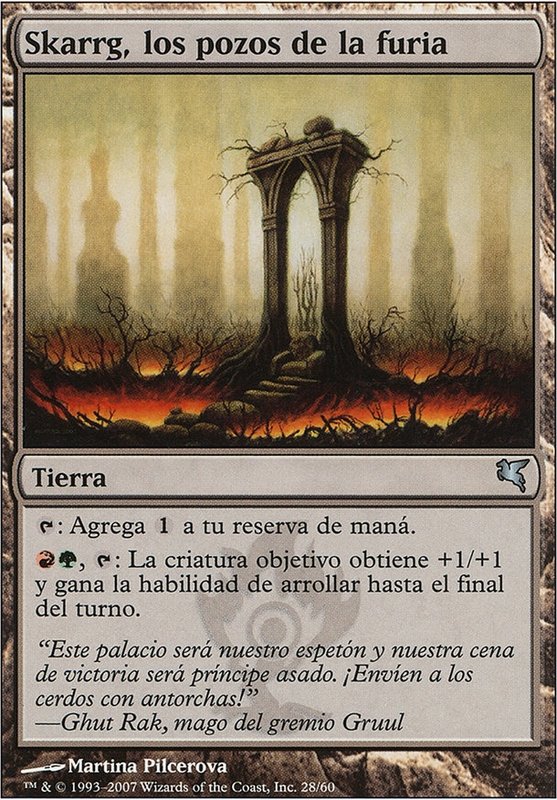 Skarrg, los pozos de la furia
Tierra
: Agrega 1 a tu reserva de maná.
, : La criatura objetivo obtiene +1/+1
y gana la habilidad de arrollar hasta el final
del turno.
“Este palacio será nuestro espetón y nuestra cena
de victoria será príncipe asado. ¡Envíen a los
cerdos con antorchas!”
—Ghut Rak, mago del gremio Gruul
Martina Pilcerova
™ & © 1993–2007 Wizards of the Coast, Inc. 28/60